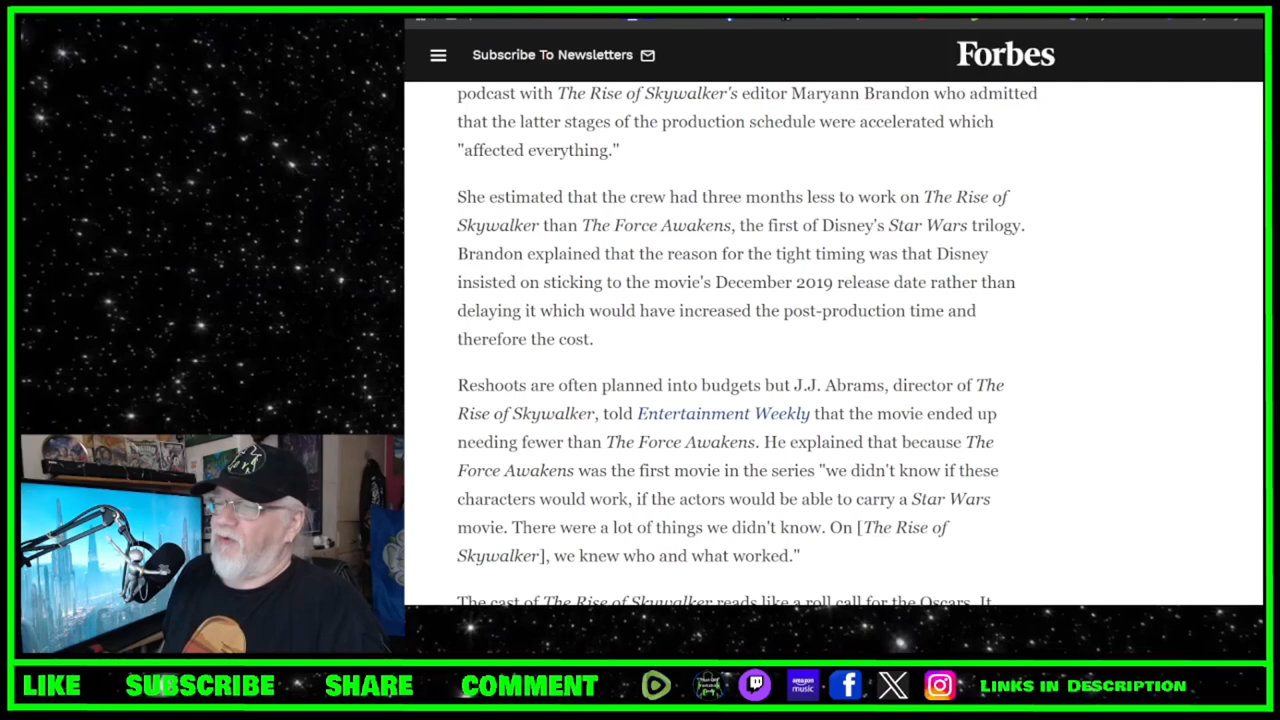 Subscribe To Newsletters
Forbes
podcast with The Rise of Skywalker's editor Maryann Brandon who admitted
that the latter stages of the production schedule were accelerated which
"affected everything."
She estimated that the crew had three months less to work on The Rise of
Skywalker than The Force Awakens, the first of Disney's Star Wars trilogy.
Brandon explained that the reason for the tight timing was that Disney
insisted on sticking to the movie's December 2019 release date rather than
delaying it which would have increased the post-production time and
therefore the cost.
Reshoots are often planned into budgets but J.J. Abrams, director of The
Rise of Skywalker, told Entertainment Weekly that the movie ended up
needing fewer than The Force Awakens. He explained that because The
Force Awakens was the first movie in the series "we didn't know if these
characters would work, if the actors would be able to carry a Star Wars
movie. There were a lot of things we didn't know. On [The Rise of
Skywalker], we knew who and what worked."
The cast of The Rise of Skywalker reads like a roll call for the Oscars. It
LIKE SUBSCRIBE SHARE COMMENT amazon music LINKS IN DESCRIPTION